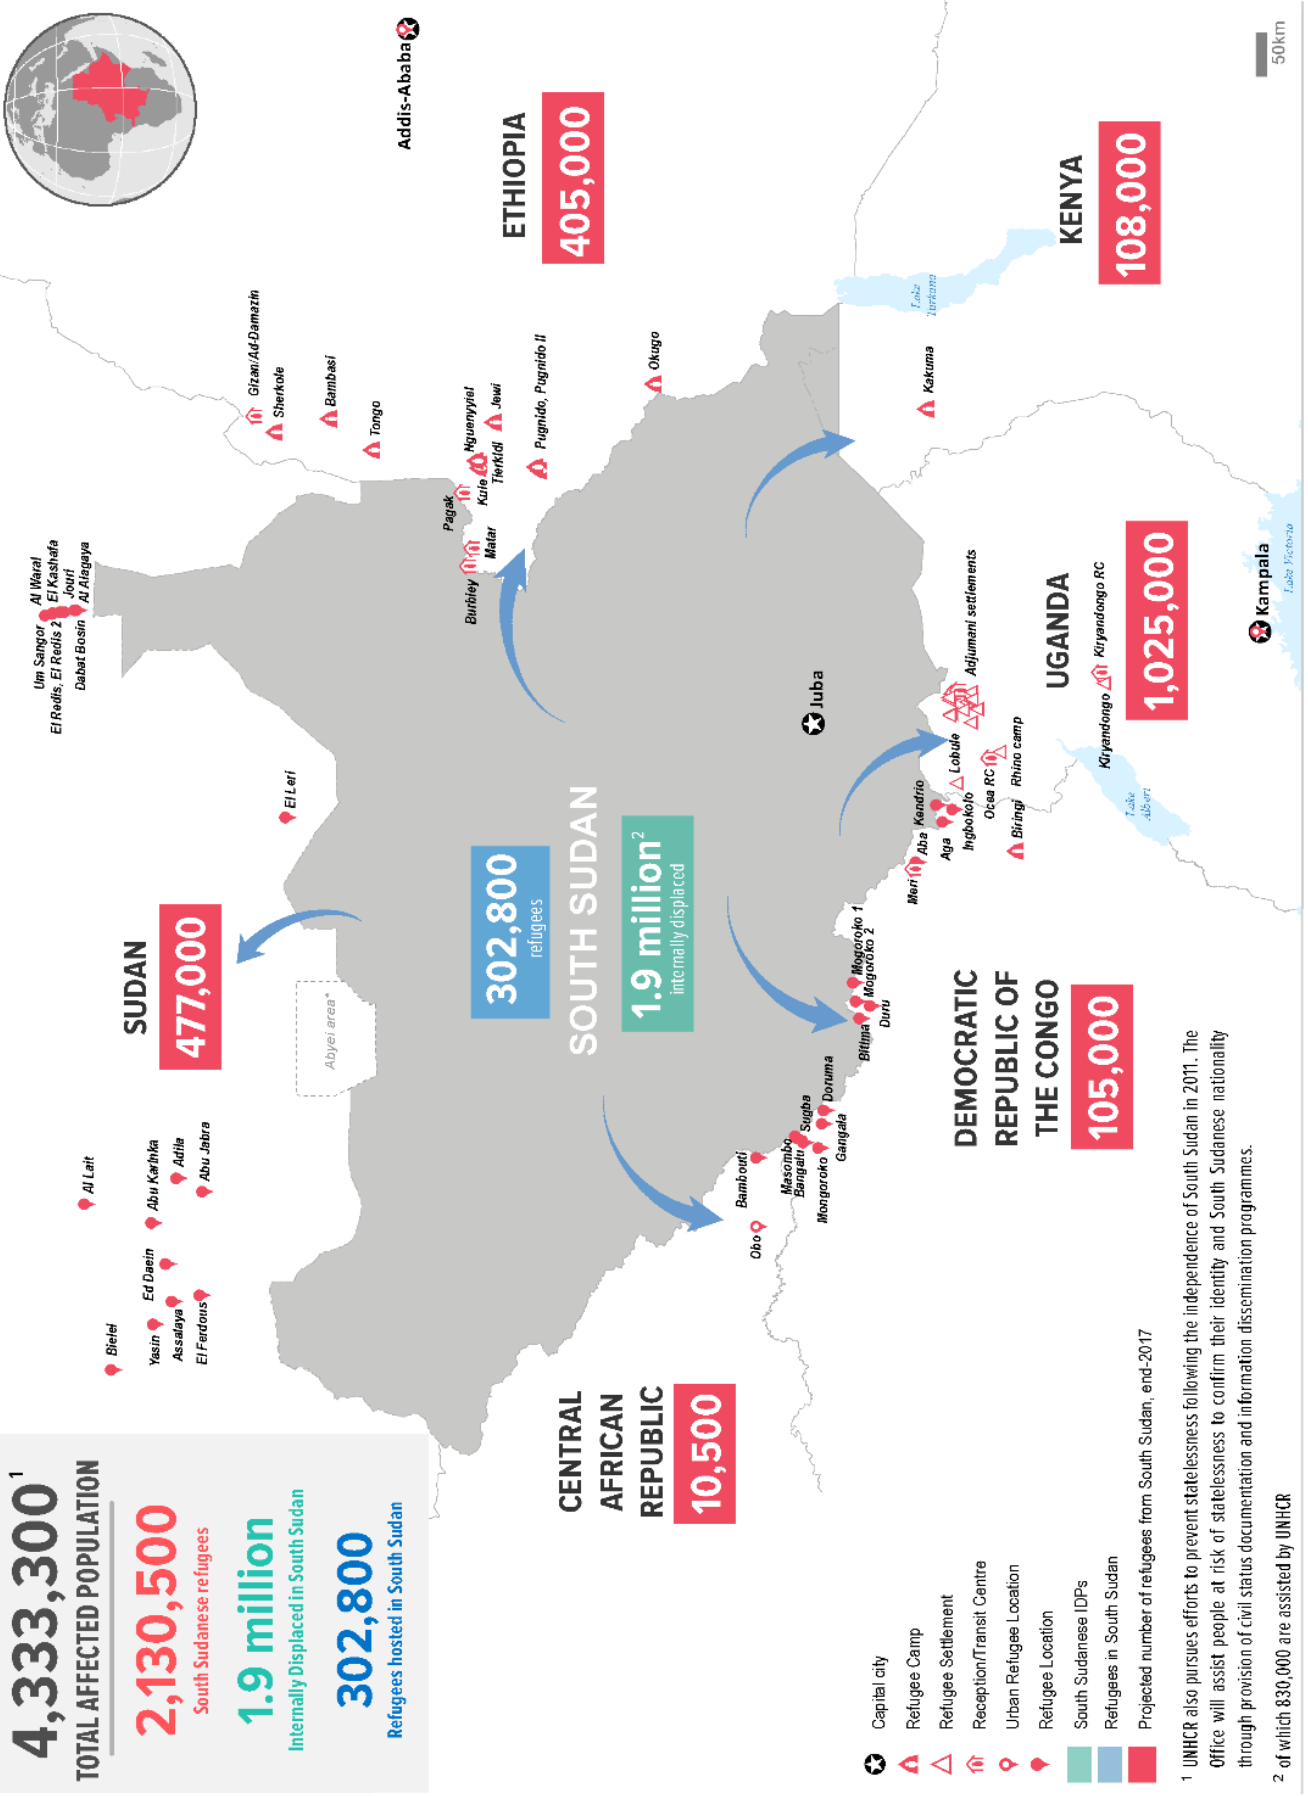 4,333,300¹
TOTAL AFFECTED POPULATION
2,130,500
South Sudanese refugees
1.9 million
Internally Displaced in South Sudan
302,800
Refugees hosted in South Sudan
SUDAN
477,000
Bielel
Al Lait
Yasin
Ed Daein
Abu Karinka
Assalaya
Adila
El Ferdous
Abu Jabra
El Leri
Um Sangor
Al Waral
El Redis, El Redis 2
El Kashafa
Jouri
Dabat Bosin
Al Alagaya
Abyei area*
Gizan/Ad-Damazin
Sherkole
Bambasi
Tongo
Pagak
Nguenyyiel
Kule
Tierkidi
Jewi
Burbiey
Matar
Pugnido, Pugnido II
Okugo
Addis-Ababa
ETHIOPIA
405,000
302,800
refugees
SOUTH SUDAN
1.9 million²
internally displaced
Juba
CENTRAL
AFRICAN
REPUBLIC
10,500
Bambouti
Obo
Masombo
Bangalu
Sugba
Mongoroko
Doruma
Gangala
Bitima
Mogoroko 1
Mogoroko 2
Duru
DEMOCRATIC
REPUBLIC OF
THE CONGO
105,000
Meri
Aba
Kendrio
Aga
Ingbokolo
Biringi
Lobule
Ocea RC
Rhino camp
Adjumani settlements
UGANDA
1,025,000
Kiryandongo
Kiryandongo RC
Lake
Albert
Kampala
Lake Victoria
Kakuma
Lake
Turkana
KENYA
108,000
50km
Capital city
Refugee Camp
Refugee Settlement
Reception/Transit Centre
Urban Refugee Location
Refugee Location
South Sudanese IDPs
Refugees in South Sudan
Projected number of refugees from South Sudan, end-2017
¹ UNHCR also pursues efforts to prevent statelessness following the independence of South Sudan in 2011. The
Office will assist people at risk of statelessness to confirm their identity and South Sudanese nationality
through provision of civil status documentation and information dissemination programmes.
² of which 830,000 are assisted by UNHCR